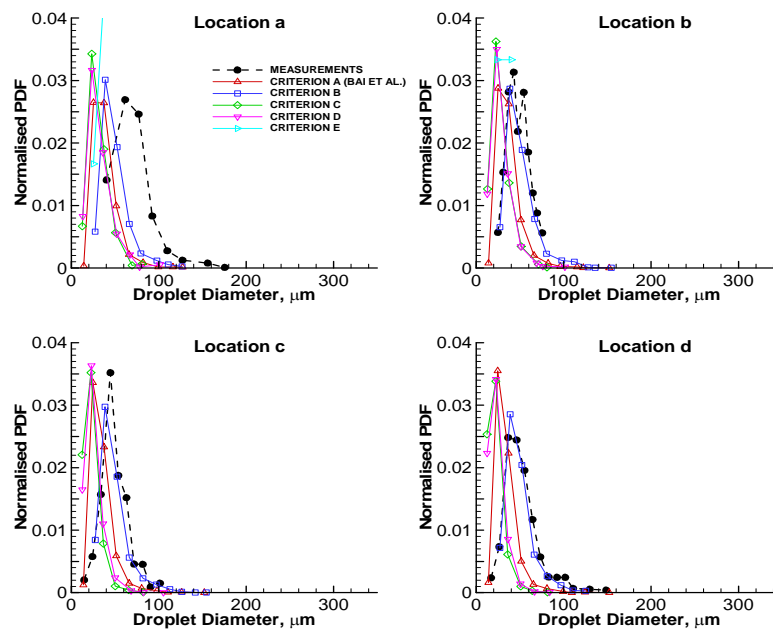 Location a
Normalised PDF
0.04
0.03
0.02
0.01
0
0 100 200 300
Droplet Diameter, μm
MEASUREMENTS
CRITERION A (BAI ET AL.)
CRITERION B
CRITERION C
CRITERION D
CRITERION E
Location b
Normalised PDF
0.04
0.03
0.02
0.01
0
0 100 200 300
Droplet Diameter, μm
Location c
Normalised PDF
0.04
0.03
0.02
0.01
0
0 100 200 300
Droplet Diameter, μm
Location d
Normalised PDF
0.04
0.03
0.02
0.01
0
0 100 200 300
Droplet Diameter, μm